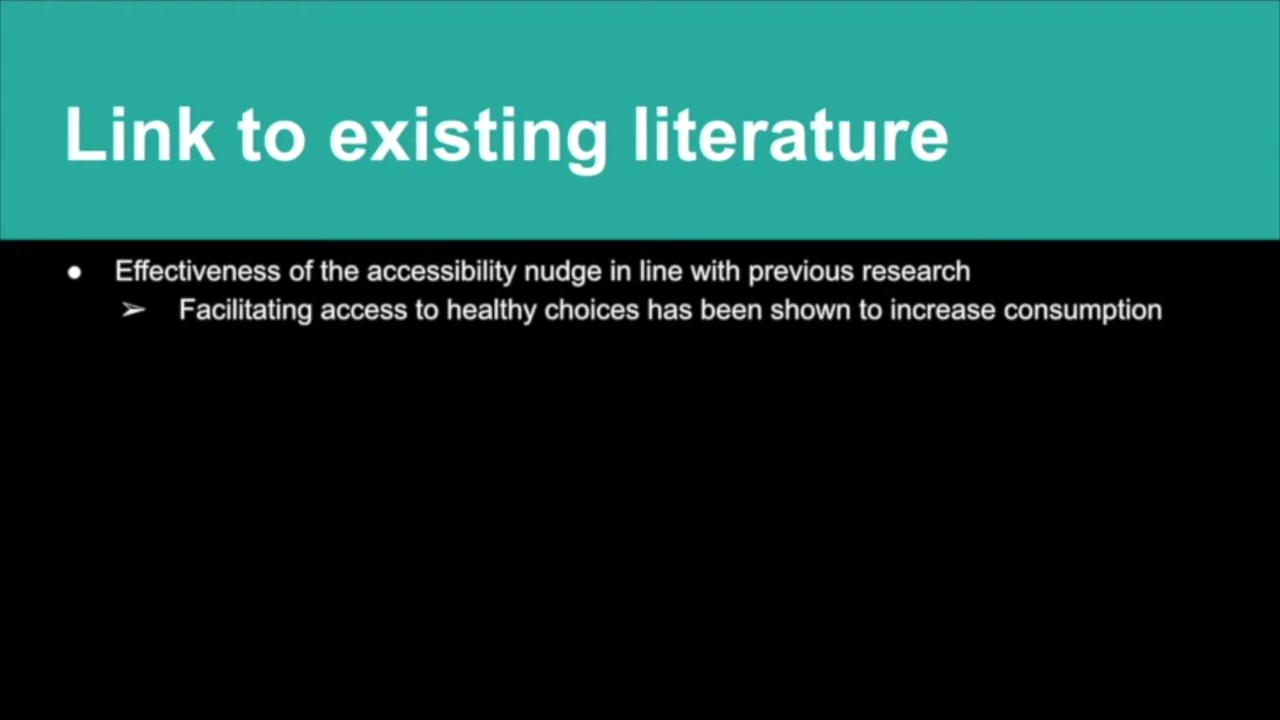 Link to existing literature
● Effectiveness of the accessibility nudge in line with previous research
➢ Facilitating access to healthy choices has been shown to increase consumption